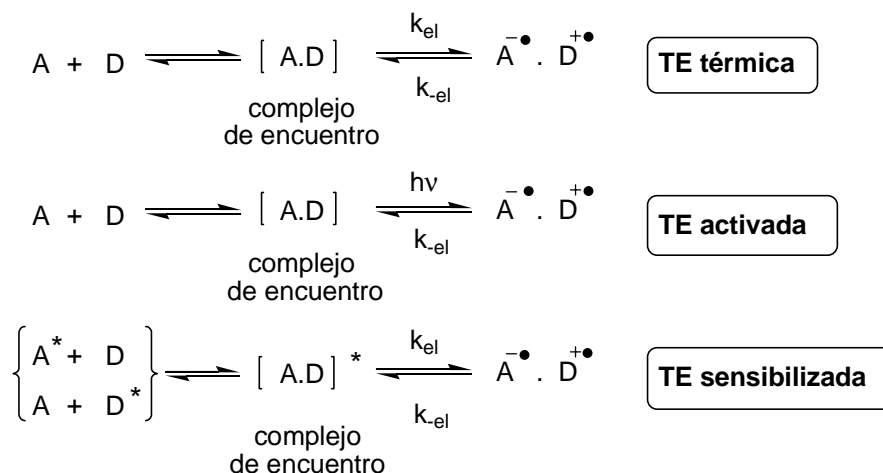 A + D ⇌ [ A.D ] k_el k_-el A^-• . D^+• TE térmica
complejo
de encuentro
A + D ⇌ [ A.D ] hν k_-el A^-• . D^+• TE activada
complejo
de encuentro
A* + D
A + D*
⇌ [ A.D ]* k_el k_-el A^-• . D^+• TE sensibilizada
complejo
de encuentro